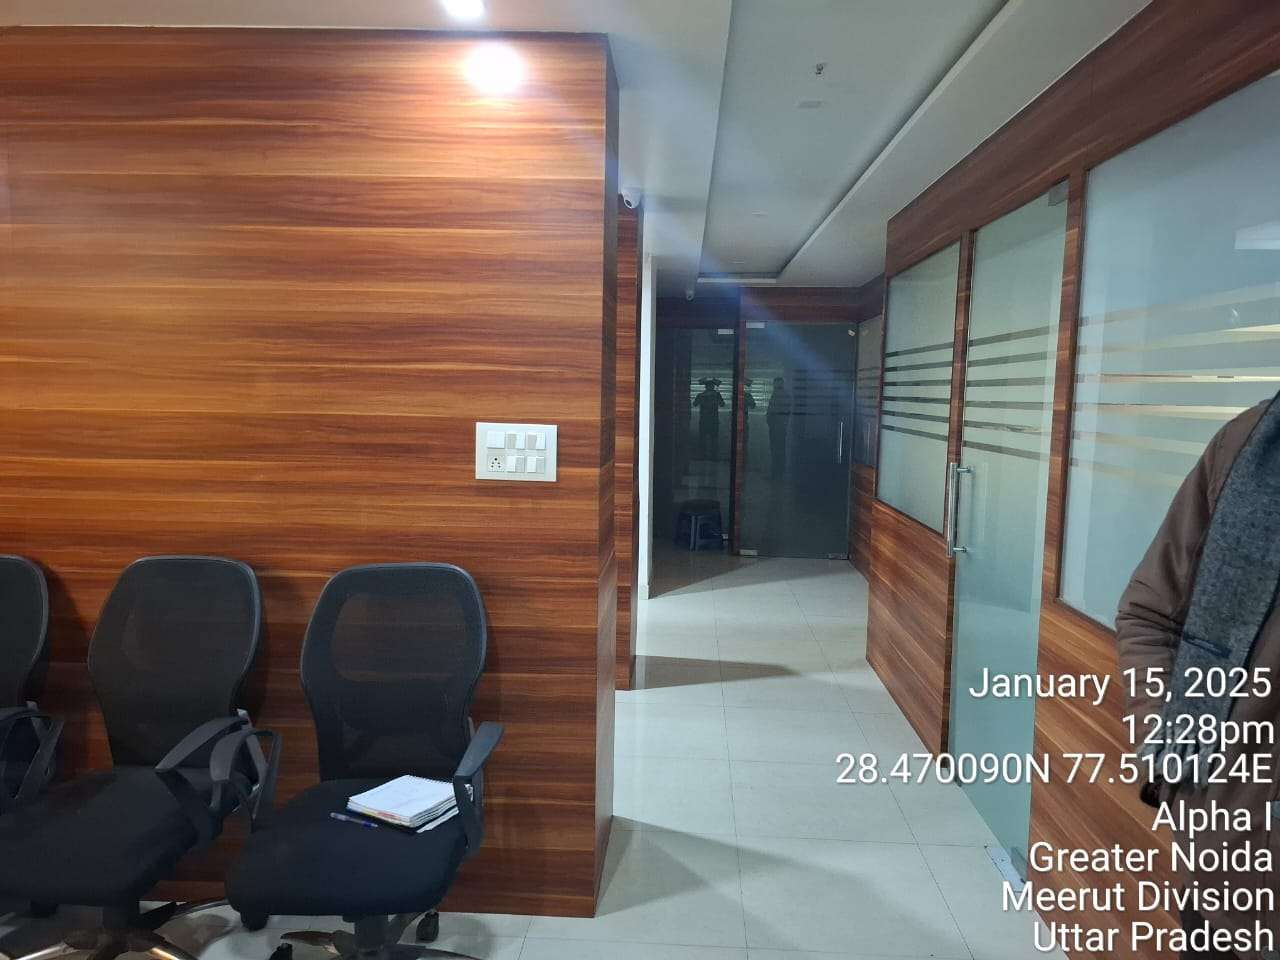 January 15, 2025
12:28pm
28.470090N 77.510124E
Alpha I
Greater Noida
Meerut Division
Uttar Pradesh